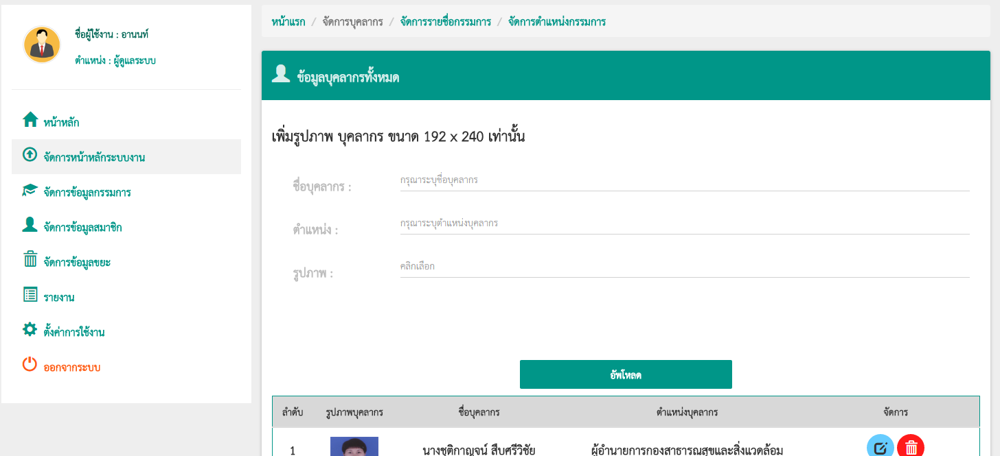 ชื่อผู้ใช้งาน : อานนท์
ตำแหน่ง : ผู้ดูแลระบบ
หน้าหลัก
จัดการหน้าหลักระบบงาน
จัดการข้อมูลกรรมการ
จัดการข้อมูลสมาชิก
จัดการข้อมูลขยะ
รายงาน
ตั้งค่าการใช้งาน
ออกจากระบบ
หน้าแรก / จัดการบุคลากร / จัดการรายชื่อกรรมการ / จัดการตำแหน่งกรรมการ
ข้อมูลบุคลากรทั้งหมด
เพิ่มรูปภาพ บุคลากร ขนาด 192 x 240 เท่านั้น
ชื่อบุคลากร : กรุณาระบุชื่อบุคลากร
ตำแหน่ง : กรุณาระบุตำแหน่งบุคลากร
รูปภาพ : คลิกเลือก
อัพโหลด
ลำดับ รูปภาพบุคลากร ชื่อบุคลากร ตำแหน่งบุคลากร จัดการ
1 นางชุติกาญจน์ สืบศรีวิชัย ผู้อำนายการกองสาธารณสุขและสิ่งแวดล้อม